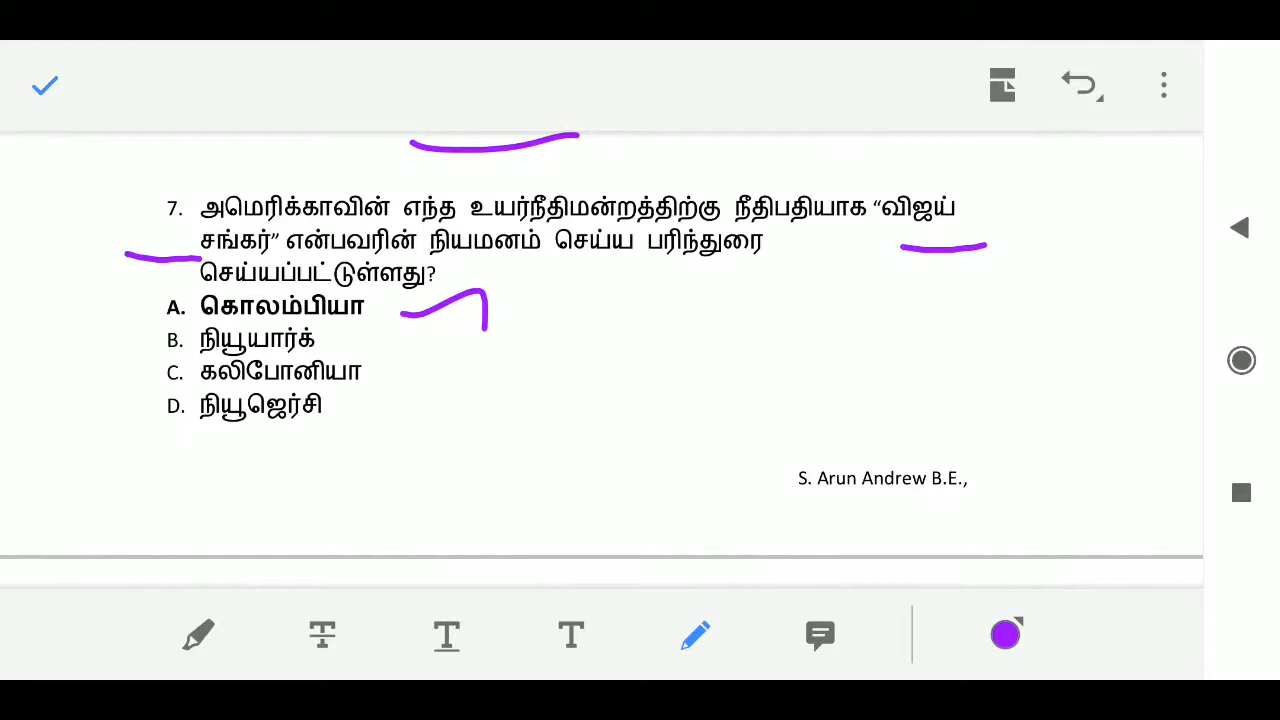 7. அமெரிக்காவின் எந்த உயர்நீதிமன்றத்திற்கு நீதிபதியாக “விஜய்
சங்கர்” என்பவரின் நியமனம் செய்ய பரிந்துரை
செய்யப்பட்டுள்ளது?
A. கொலம்பியா
B. நியூயார்க்
C. கலிபோனியா
D. நியூஜெர்சி
S. Arun Andrew B.E.,